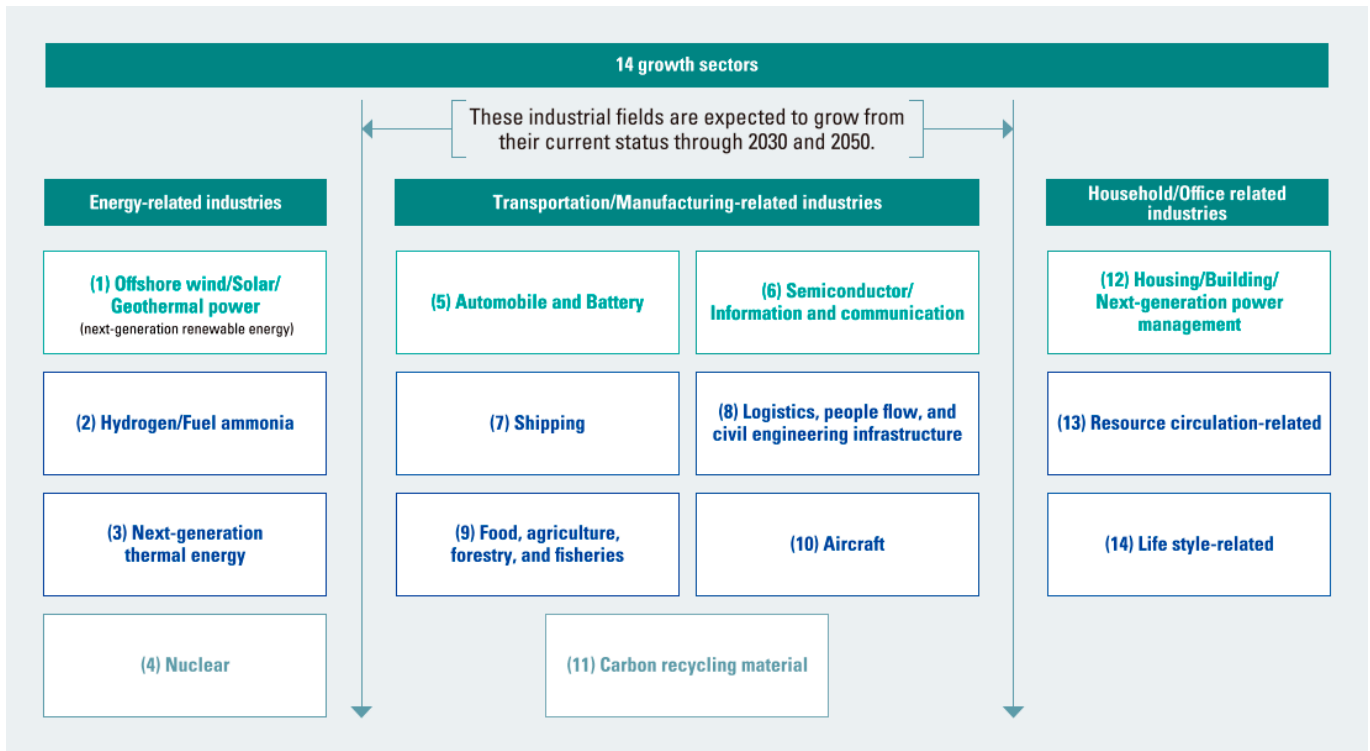 14 growth sectors
These industrial fields are expected to grow from
their current status through 2030 and 2050.
Energy-related industries
Transportation/Manufacturing-related industries
Household/Office related
industries
(1) Offshore wind/Solar/
Geothermal power
(next-generation renewable energy)
(5) Automobile and Battery
(6) Semiconductor/
Information and communication
(12) Housing/Building/
Next-generation power
management
(2) Hydrogen/Fuel ammonia
(7) Shipping
(8) Logistics, people flow, and
civil engineering infrastructure
(13) Resource circulation-related
(3) Next-generation
thermal energy
(9) Food, agriculture,
forestry, and fisheries
(10) Aircraft
(14) Life style-related
(4) Nuclear
(11) Carbon recycling material